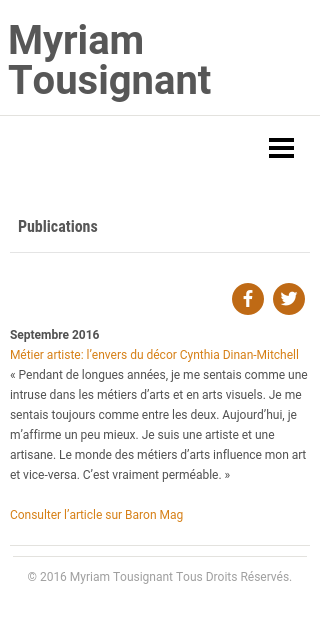 Myriam
Tousignant
Publications
Septembre 2016
Métier artiste: l’envers du décor Cynthia Dinan-Mitchell
« Pendant de longues années, je me sentais comme une
intruse dans les métiers d’arts et en arts visuels. Je me
sentais toujours comme entre les deux. Aujourd’hui, je
m’affirme un peu mieux. Je suis une artiste et une
artisane. Le monde des métiers d’arts influence mon art
et vice-versa. C’est vraiment perméable. »
Consulter l’article sur Baron Mag
© 2016 Myriam Tousignant Tous Droits Réservés.